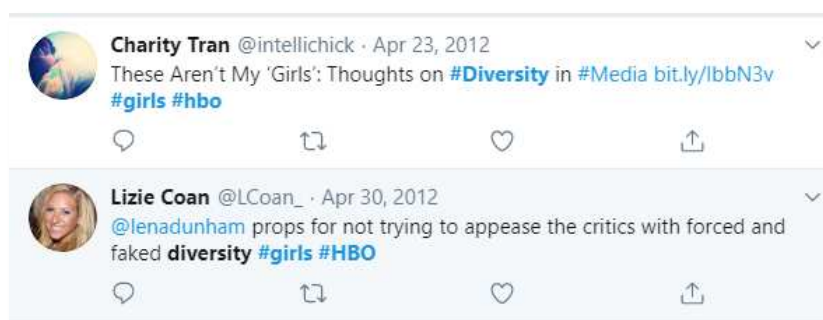 Charity Tran @intellichick · Apr 23, 2012
These Aren't My 'Girls': Thoughts on #Diversity in #Media bit.ly/IbbN3v
#girls #hbo
Lizie Coan @LCoan_ · Apr 30, 2012
@lenadunham props for not trying to appease the critics with forced and
faked diversity #girls #HBO